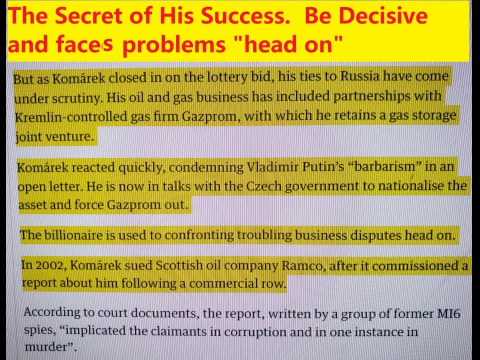 The Secret of His Success. Be Decisive
and faces problems "head on"
But as Komárek closed in on the lottery bid, his ties to Russia have come
under scrutiny. His oil and gas business has included partnerships with
Kremlin-controlled gas firm Gazprom, with which he retains a gas storage
joint venture.
Komárek reacted quickly, condemning Vladimir Putin's “barbarism” in an
open letter. He is now in talks with the Czech government to nationalise the
asset and force Gazprom out.
The billionaire is used to confronting troubling business disputes head on.
In 2002, Komárek sued Scottish oil company Ramco, after it commissioned a
report about him following a commercial row.
According to court documents, the report, written by a group of former MI6
spies, “implicated the claimants in corruption and in one instance in
murder”.